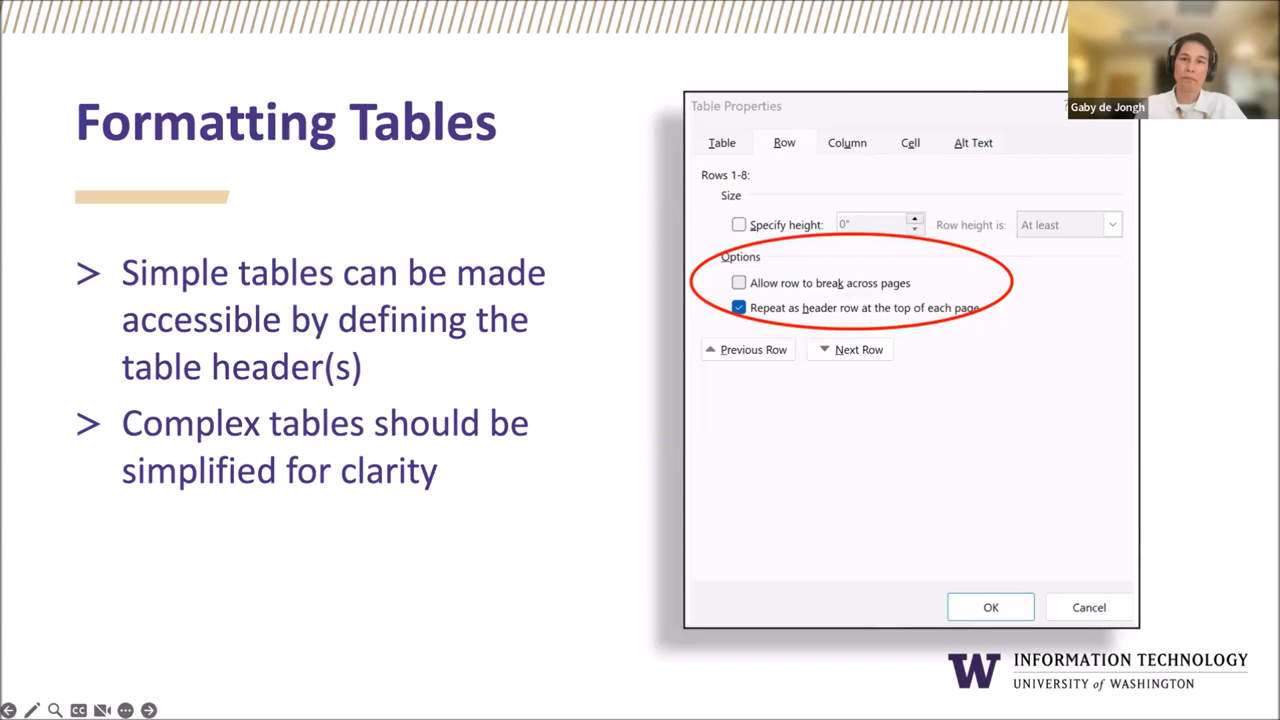 Formatting Tables
> Simple tables can be made
accessible by defining the
table header(s)
> Complex tables should be
simplified for clarity
Table Properties
Table Row Column Cell Alt Text
Rows 1-8:
Size
Specify height: 0" Row height is: At least
Options
Allow row to break across pages
Repeat as header row at the top of each page
Previous Row Next Row
OK Cancel
Gaby de Jongh
W INFORMATION TECHNOLOGY
UNIVERSITY of WASHINGTON
CC